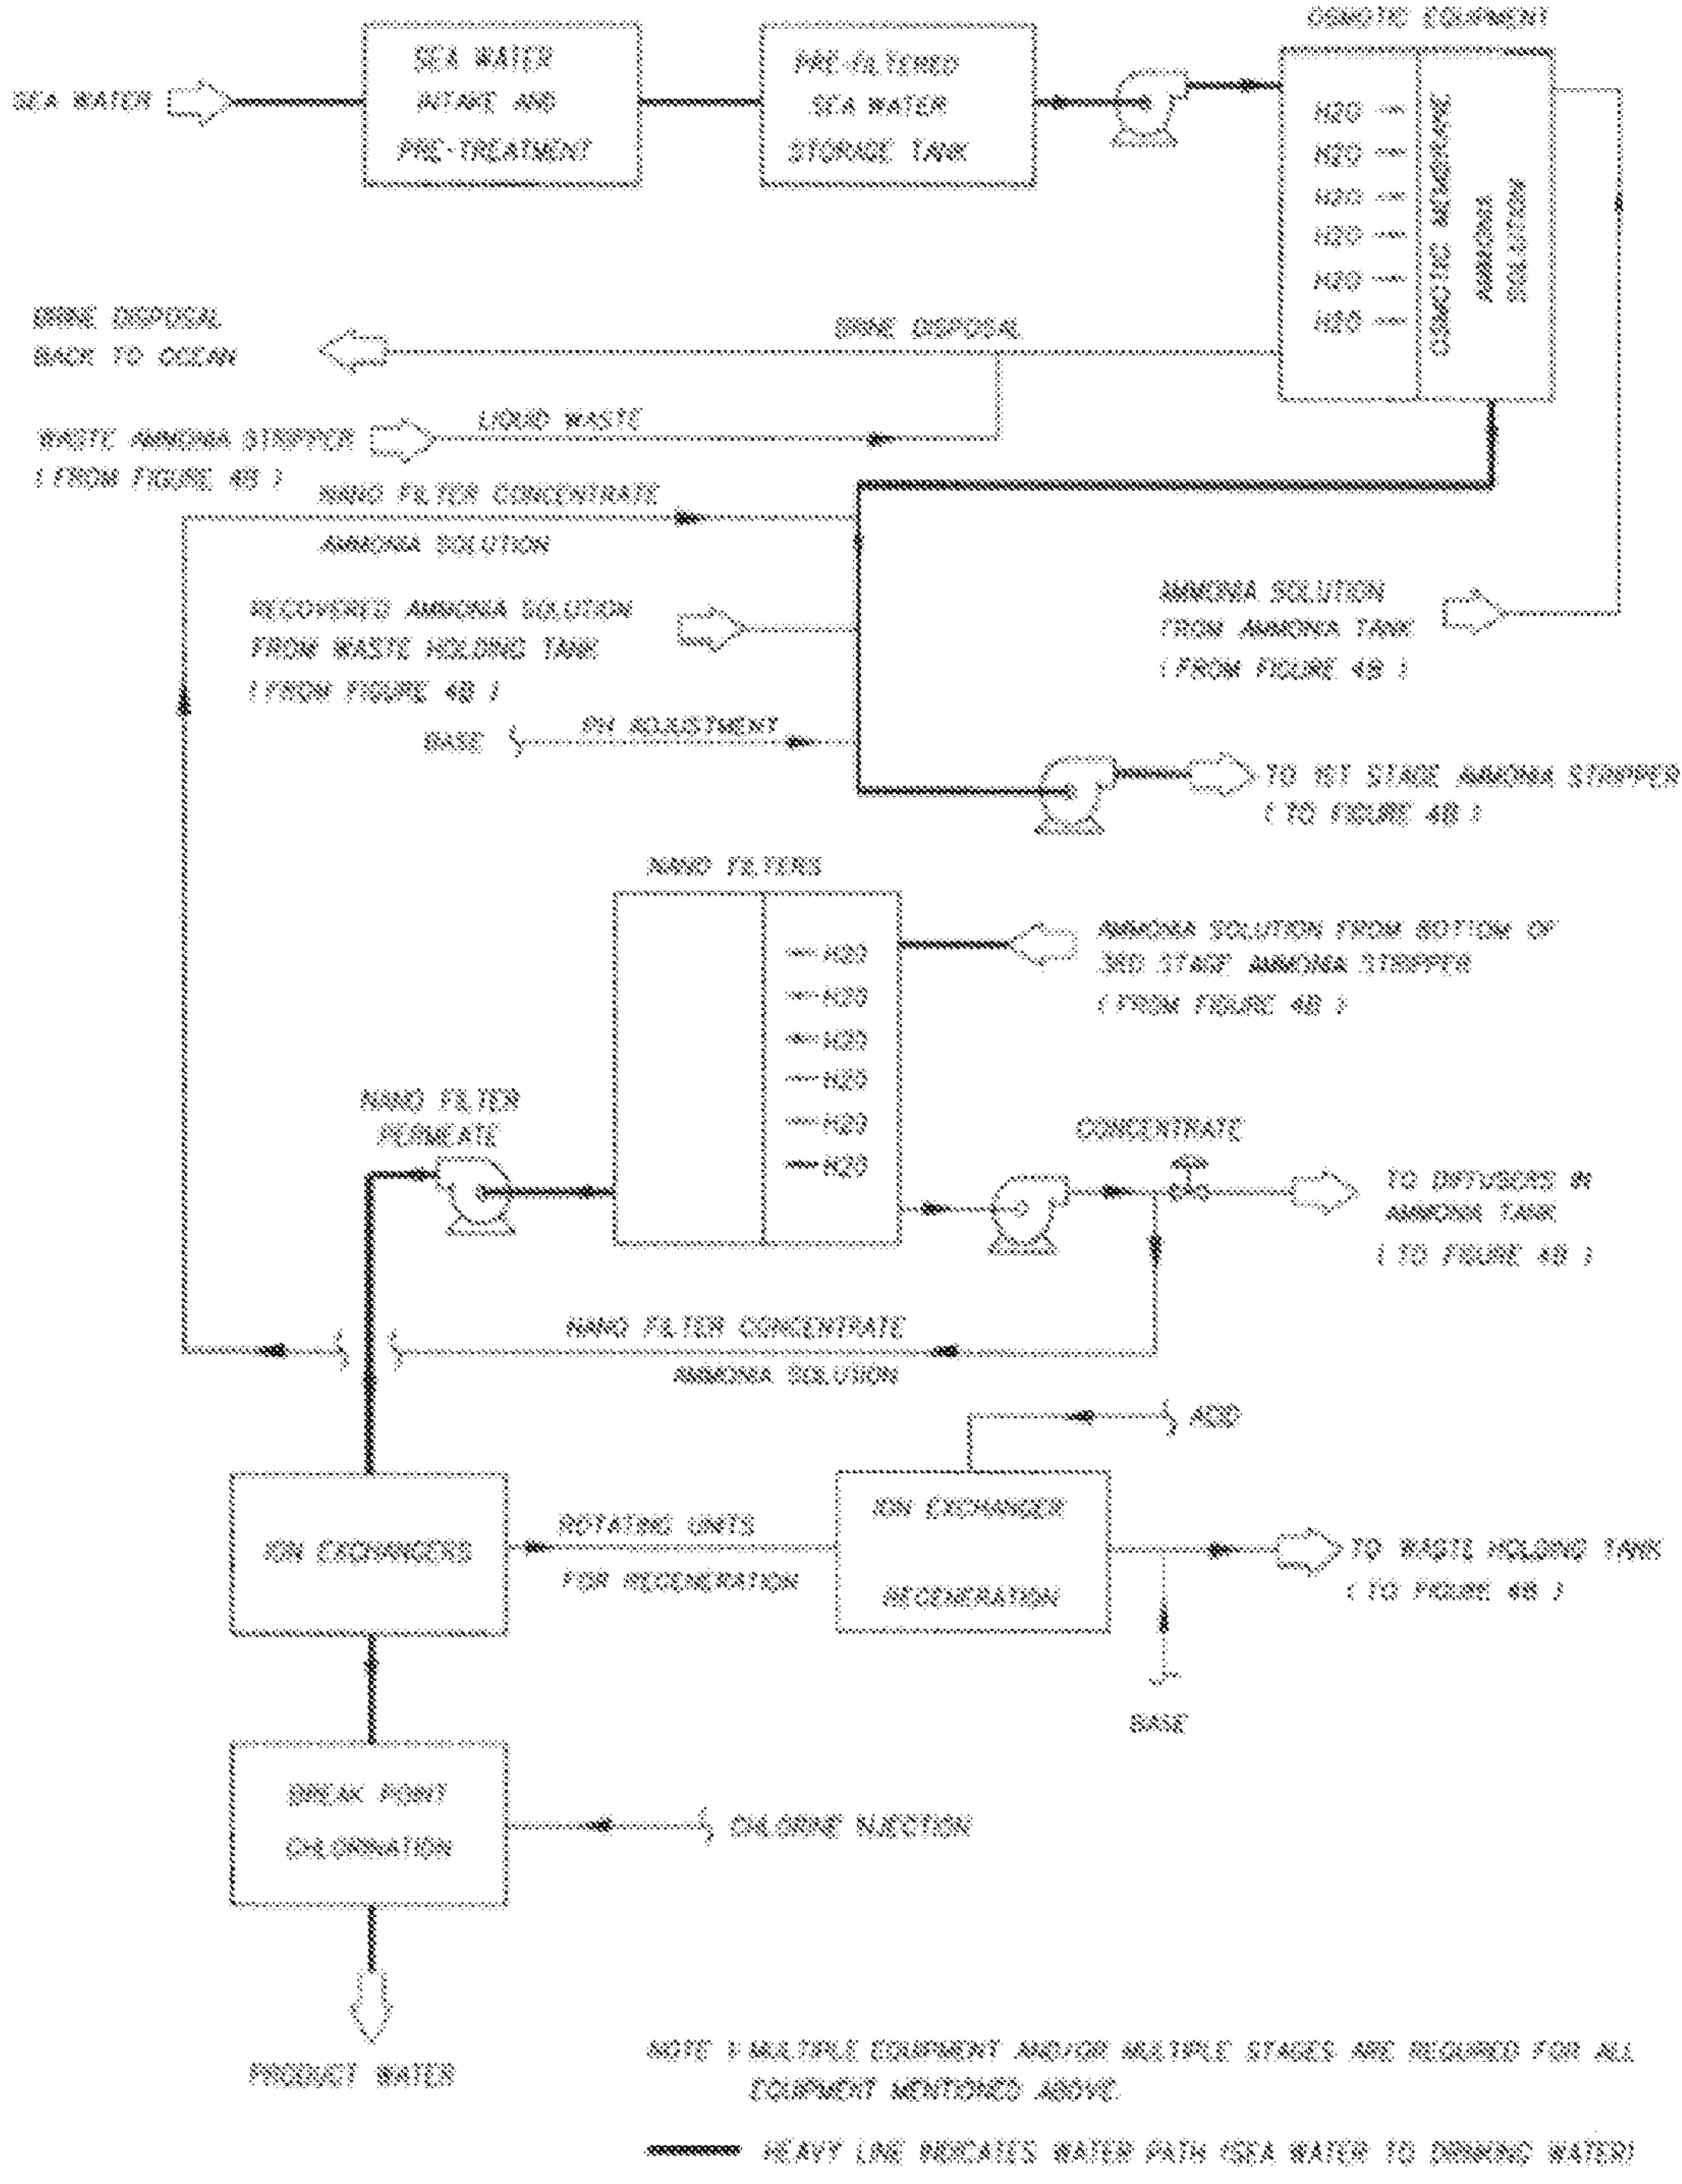 OSMOTIC EQUIPMENT
SEA WATER
SEA WATER
INTAKE AND
PRE-TREATMENT
PRE-FILTERED
SEA WATER
STORAGE TANK
H2O
H2O
H2O
H2O
H2O
H2O
OSMOTIC MEMBRANE
AMMONIA
SOLUTION
BRINE DISPOSAL
BACK TO OCEAN
BRINE DISPOSAL
WASTE AMMONIA STRIPPER
( FROM FIGURE 4B )
LIQUID WASTE
NANO FILTER CONCENTRATE
AMMONIA SOLUTION
RECOVERED AMMONIA SOLUTION
FROM WASTE HOLDING TANK
( FROM FIGURE 4B )
AMMONIA SOLUTION
FROM AMMONIA TANK
( FROM FIGURE 4B )
BASE
PH ADJUSTMENT
TO 1ST STAGE AMMONIA STRIPPER
( TO FIGURE 4B )
NANO FILTERS
H2O
H2O
H2O
H2O
H2O
H2O
AMMONIA SOLUTION FROM BOTTOM OF
3RD STAGE AMMONIA STRIPPER
( FROM FIGURE 4B )
NANO FILTER
PERMEATE
CONCENTRATE
TO DIFFUSERS IN
AMMONIA TANK
( TO FIGURE 4B )
NANO FILTER CONCENTRATE
AMMONIA SOLUTION
ACID
ION EXCHANGERS
ROTATING UNITS
FOR REGENERATION
ION EXCHANGER
REGENERATION
TO WASTE HOLDING TANK
( TO FIGURE 4B )
BASE
BREAK POINT
CHLORINATION
CHLORINE INJECTION
PRODUCT WATER
NOTE : MULTIPLE EQUIPMENT AND/OR MULTIPLE STAGES ARE REQUIRED FOR ALL
EQUIPMENT MENTIONED ABOVE.
HEAVY LINE INDICATES WATER PATH (SEA WATER TO DRINKING WATER)